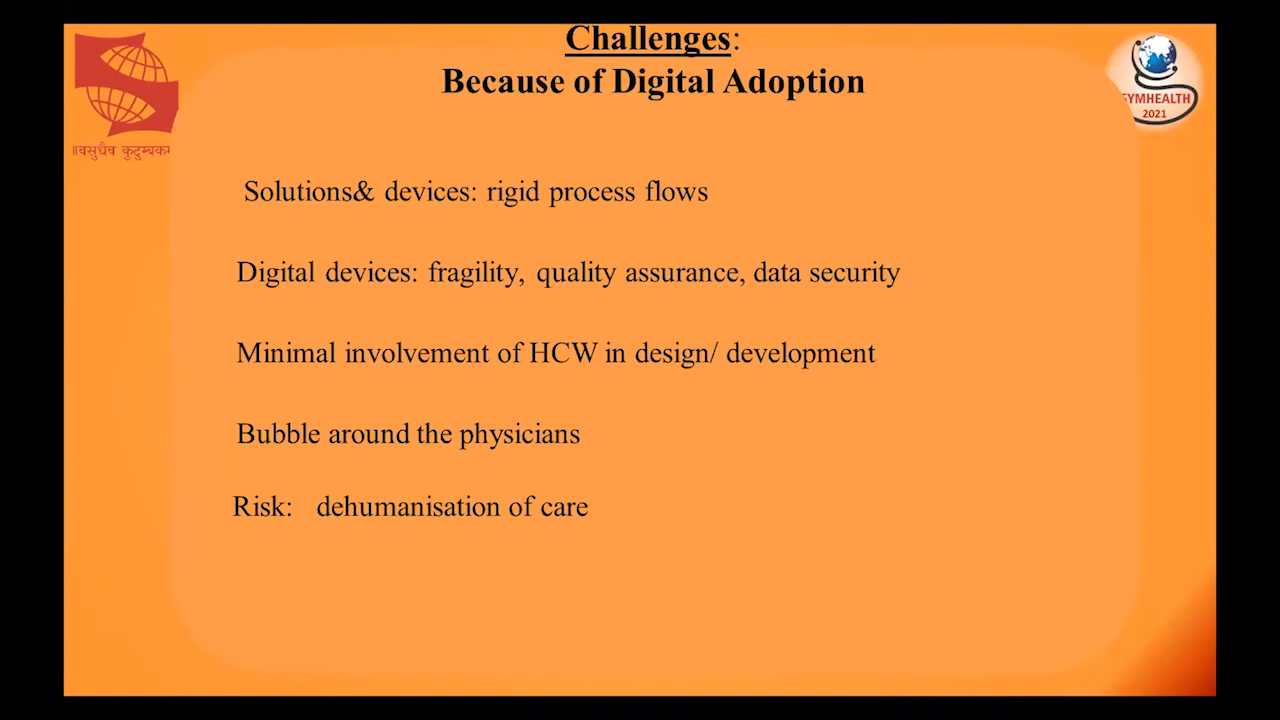 Challenges:
Because of Digital Adoption
॥वसुधैव कुटुम्बकम
SYMHEALTH
2021
Solutions& devices: rigid process flows
Digital devices: fragility, quality assurance, data security
Minimal involvement of HCW in design/ development
Bubble around the physicians
Risk: dehumanisation of care